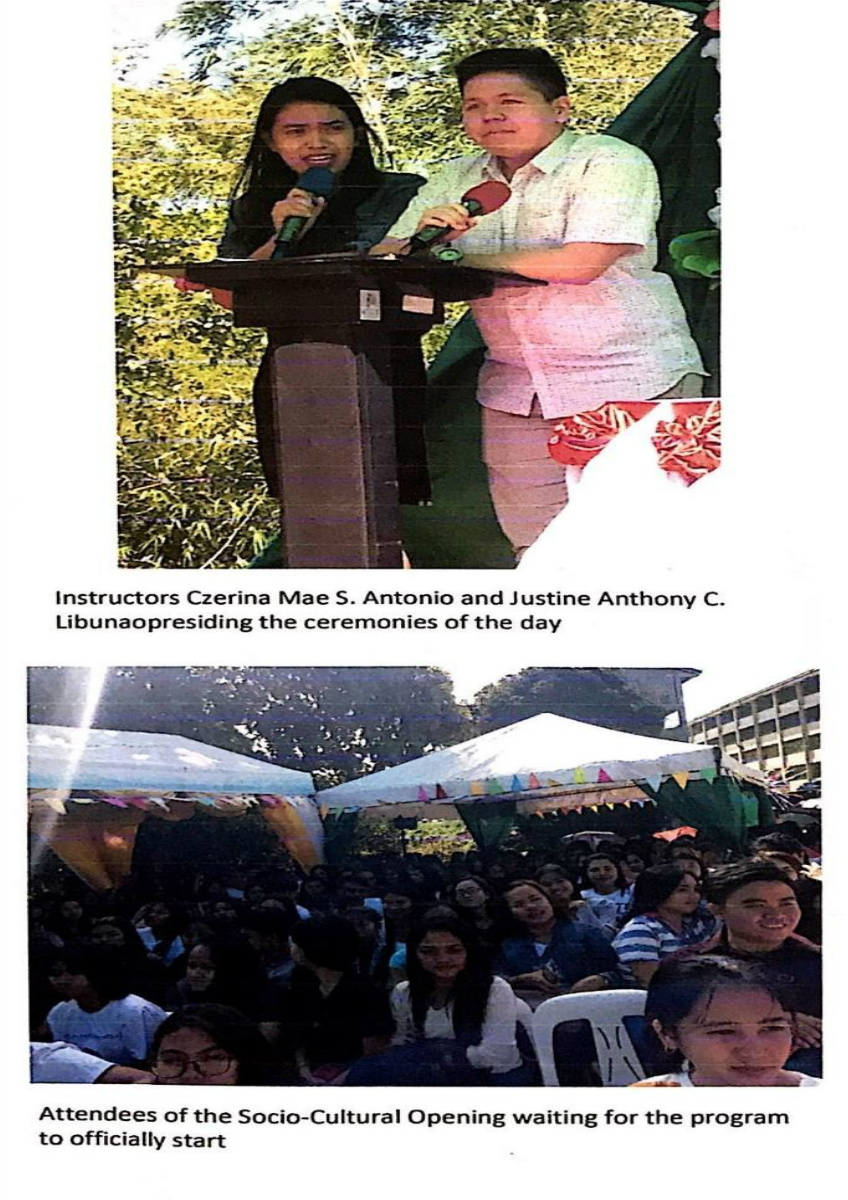 Instructors Czerina Mae S. Antonio and Justine Anthony C.
Libunaopresiding the ceremonies of the day
Attendees of the Socio-Cultural Opening waiting for the program
to officially start